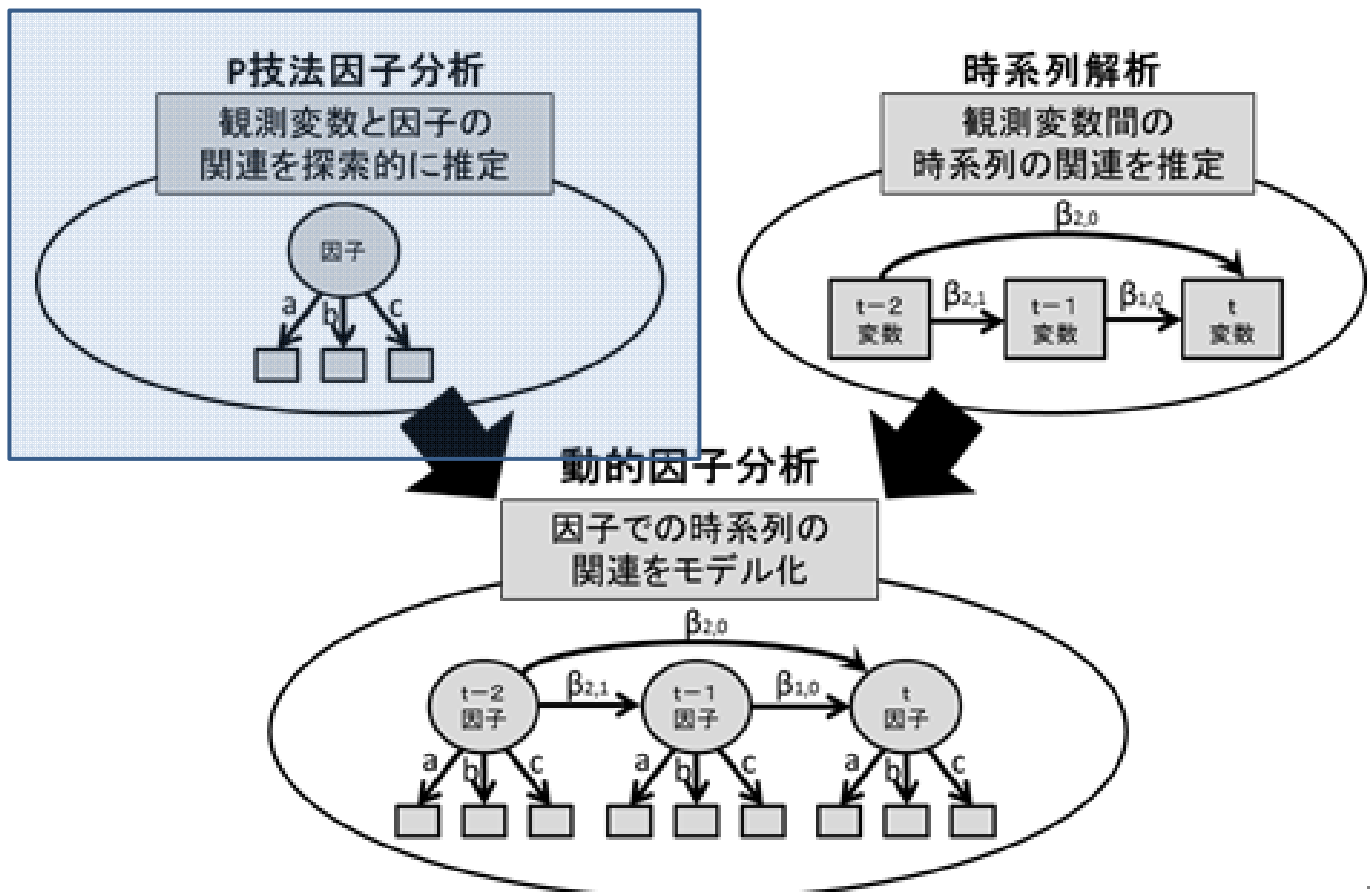 P技法因子分析
観測変数と因子の
関連を探索的に推定
因子
a b c
時系列解析
観測変数間の
時系列の関連を推定
β2,0
t-2 変数
β2,1
t-1 変数
β1,0
t 変数
動的因子分析
因子での時系列の
関連をモデル化
β2,0
t-2 因子
β2,1
t-1 因子
β1,0
t 因子
a b c a b c a b c